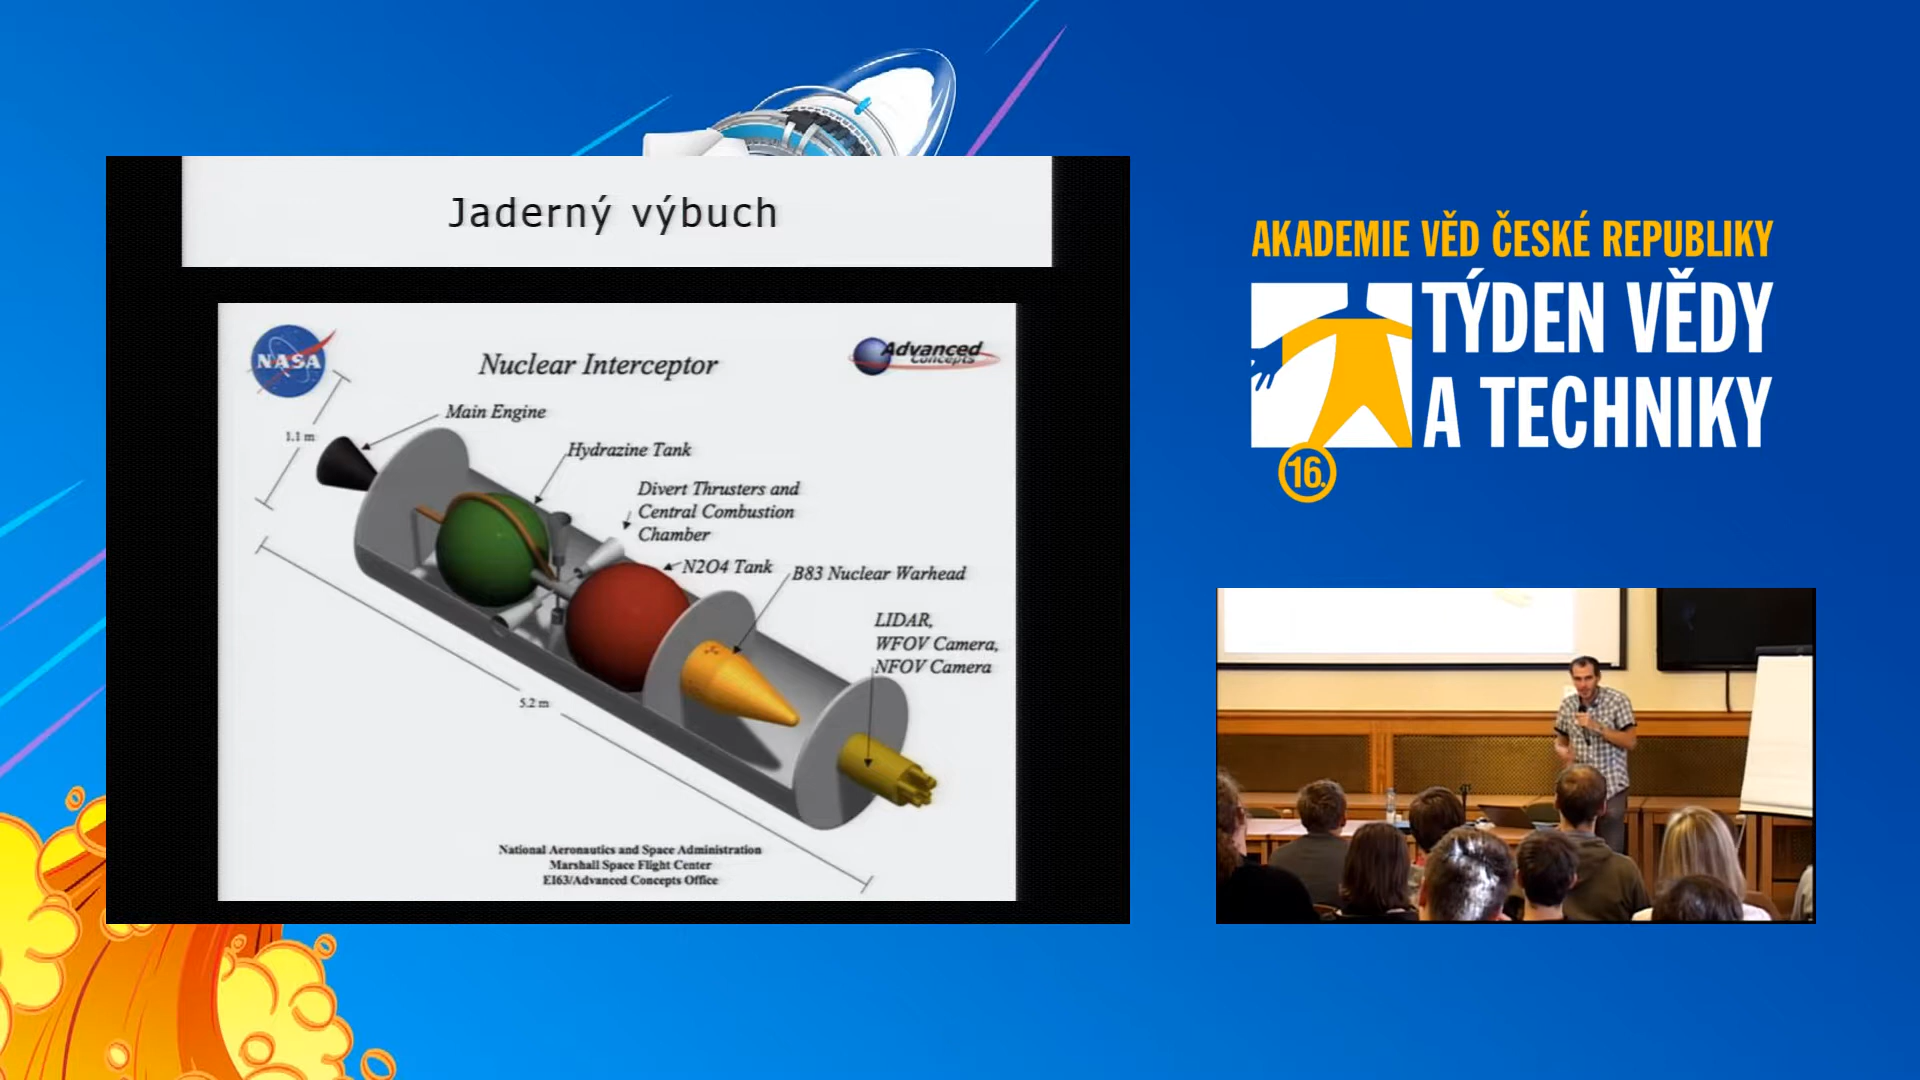 Jaderný výbuch
NASA
Nuclear Interceptor
Advanced
Concepts
Main Engine
1.1 m
Hydrazine Tank
Divert Thrusters and
Central Combustion
Chamber
N2O4 Tank
B83 Nuclear Warhead
LIDAR,
WFOV Camera,
NFOV Camera
5.2 m
National Aeronautics and Space Administration
Marshall Space Flight Center
EI63/Advanced Concepts Office
AKADEMIE VĚD ČESKÉ REPUBLIKY
TÝDEN VĚDY
A TECHNIKY
16.